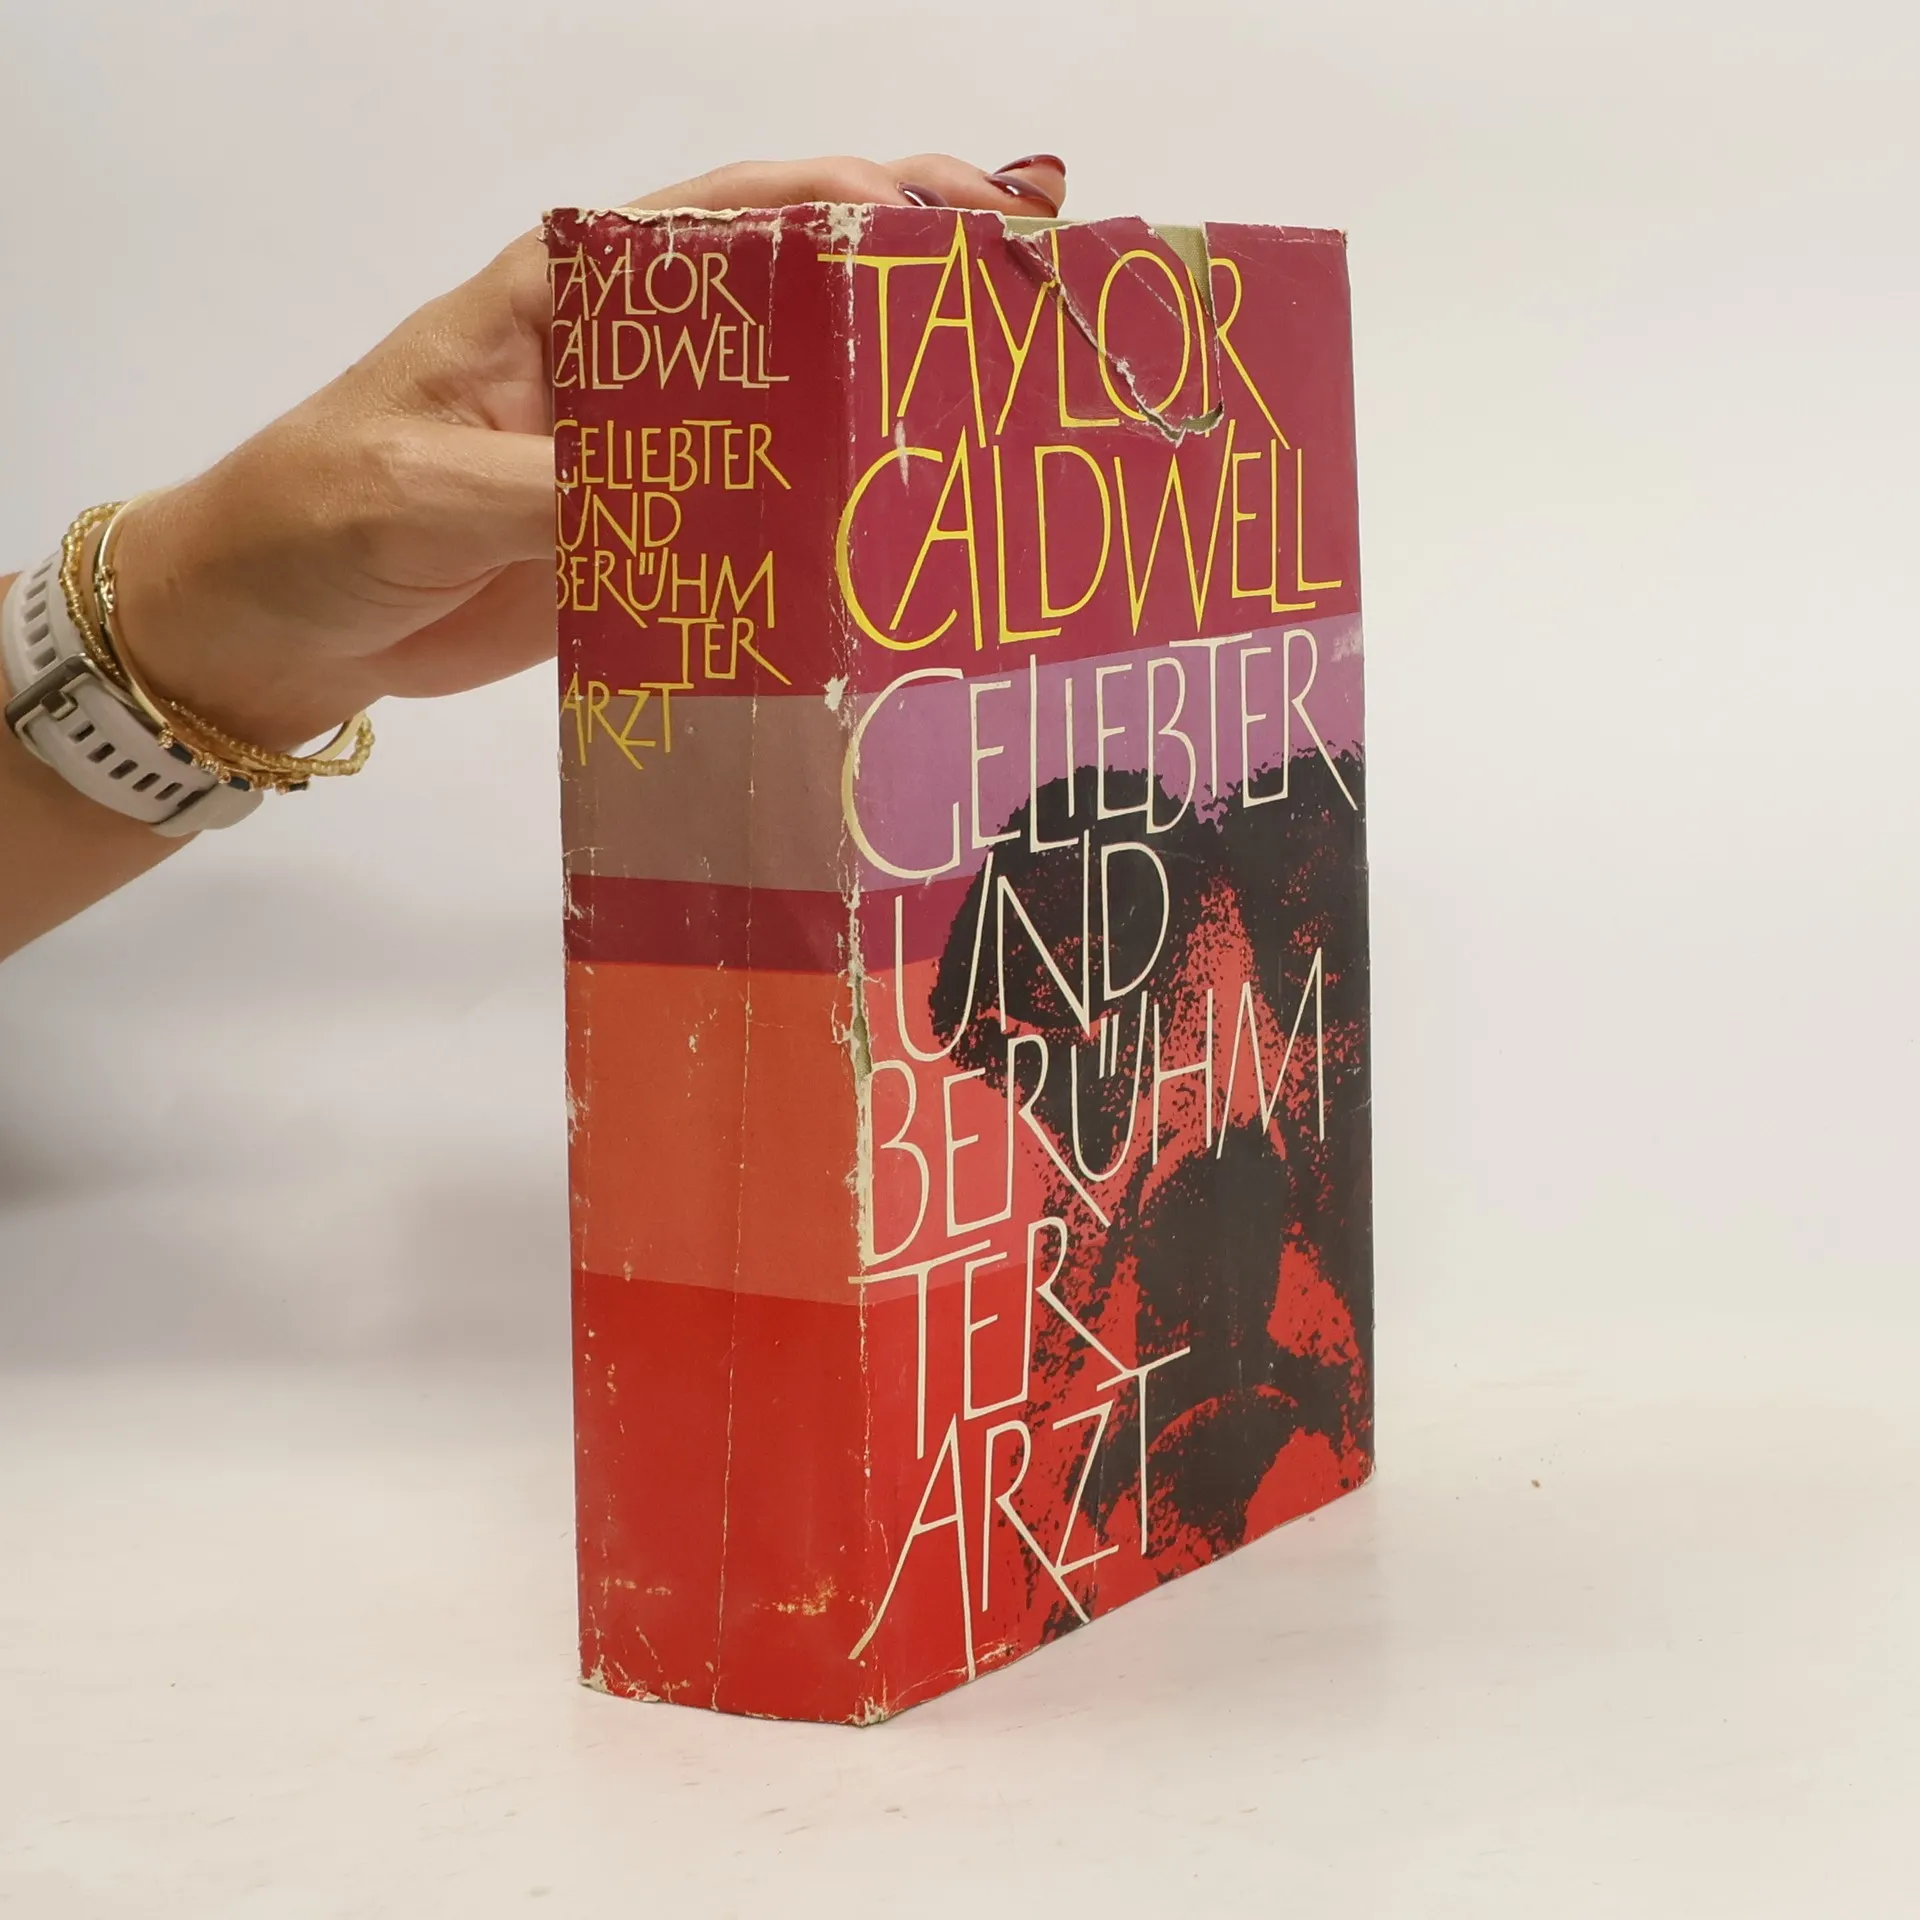 TAYLOR
CALDWELL
GELIEBTER
UND
BERÜHM
TER
ARZT
TAYLOR
CALDWELL
GELIEBTER
UND
BERÜHM
TER
ARZT